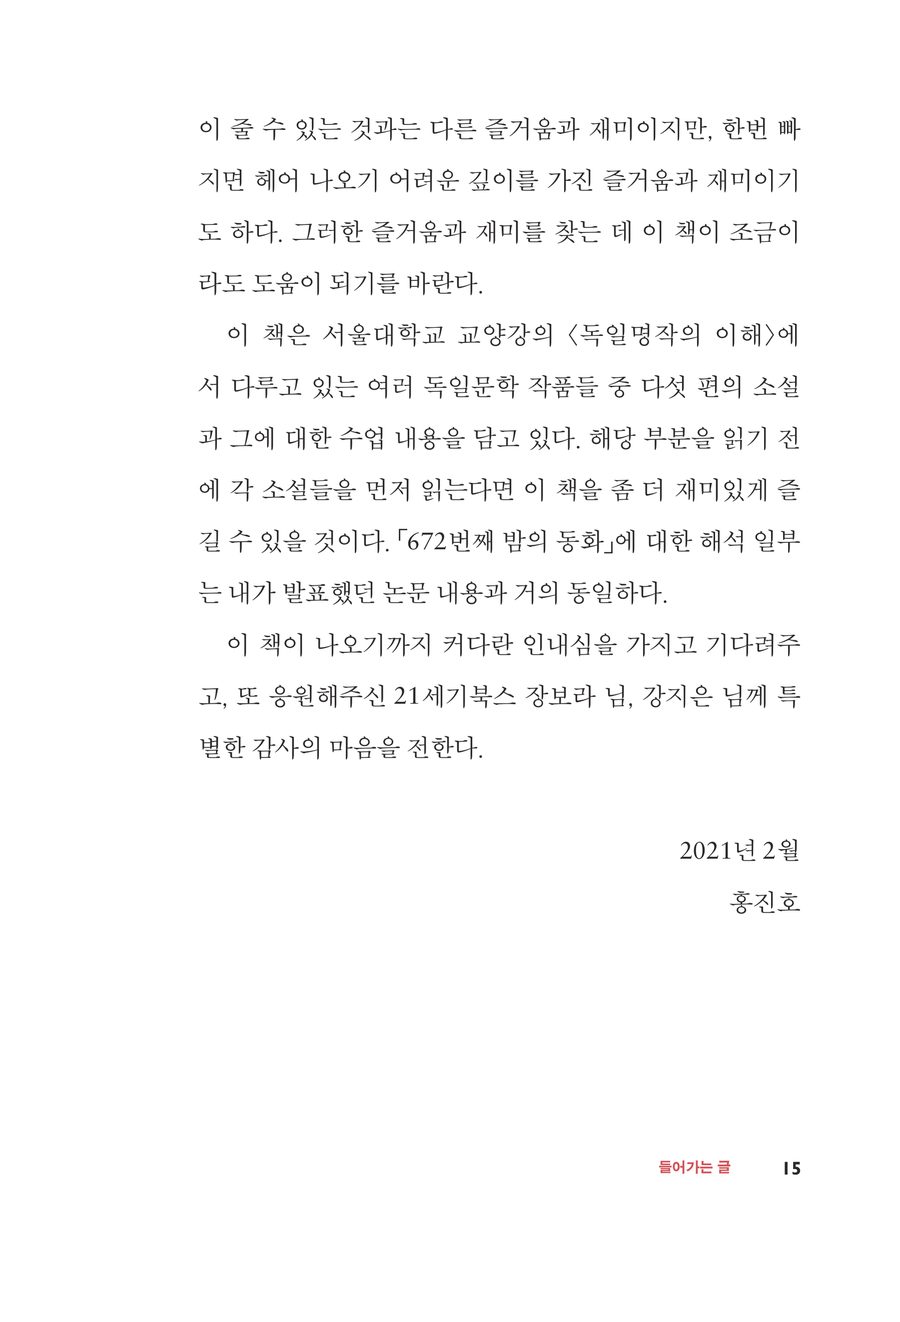 이 줄 수 있는 것과는 다른 즐거움과 재미이지만, 한번 빠
지면 헤어 나오기 어려운 깊이를 가진 즐거움과 재미이기
도 하다. 그러한 즐거움과 재미를 찾는 데 이 책이 조금이
라도 도움이 되기를 바란다.
이 책은 서울대학교 교양강의 〈독일명작의 이해〉에
서 다루고 있는 여러 독일문학 작품들 중 다섯 편의 소설
과 그에 대한 수업 내용을 담고 있다. 해당 부분을 읽기 전
에 각 소설들을 먼저 읽는다면 이 책을 좀 더 재미있게 즐
길 수 있을 것이다. 「672번째 밤의 동화」에 대한 해석 일부
는 내가 발표했던 논문 내용과 거의 동일하다.
이 책이 나오기까지 커다란 인내심을 가지고 기다려주
고, 또 응원해주신 21세기북스 장보라 님, 강지은 님께 특
별한 감사의 마음을 전한다.
2021년 2월
홍진호
들어가는 글 15